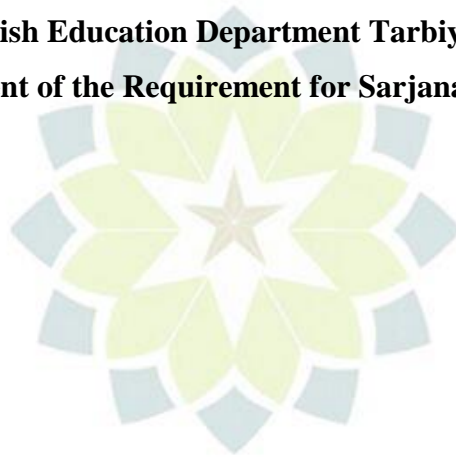 ish Education Department Tarbiy
nt of the Requirement for Sarjana